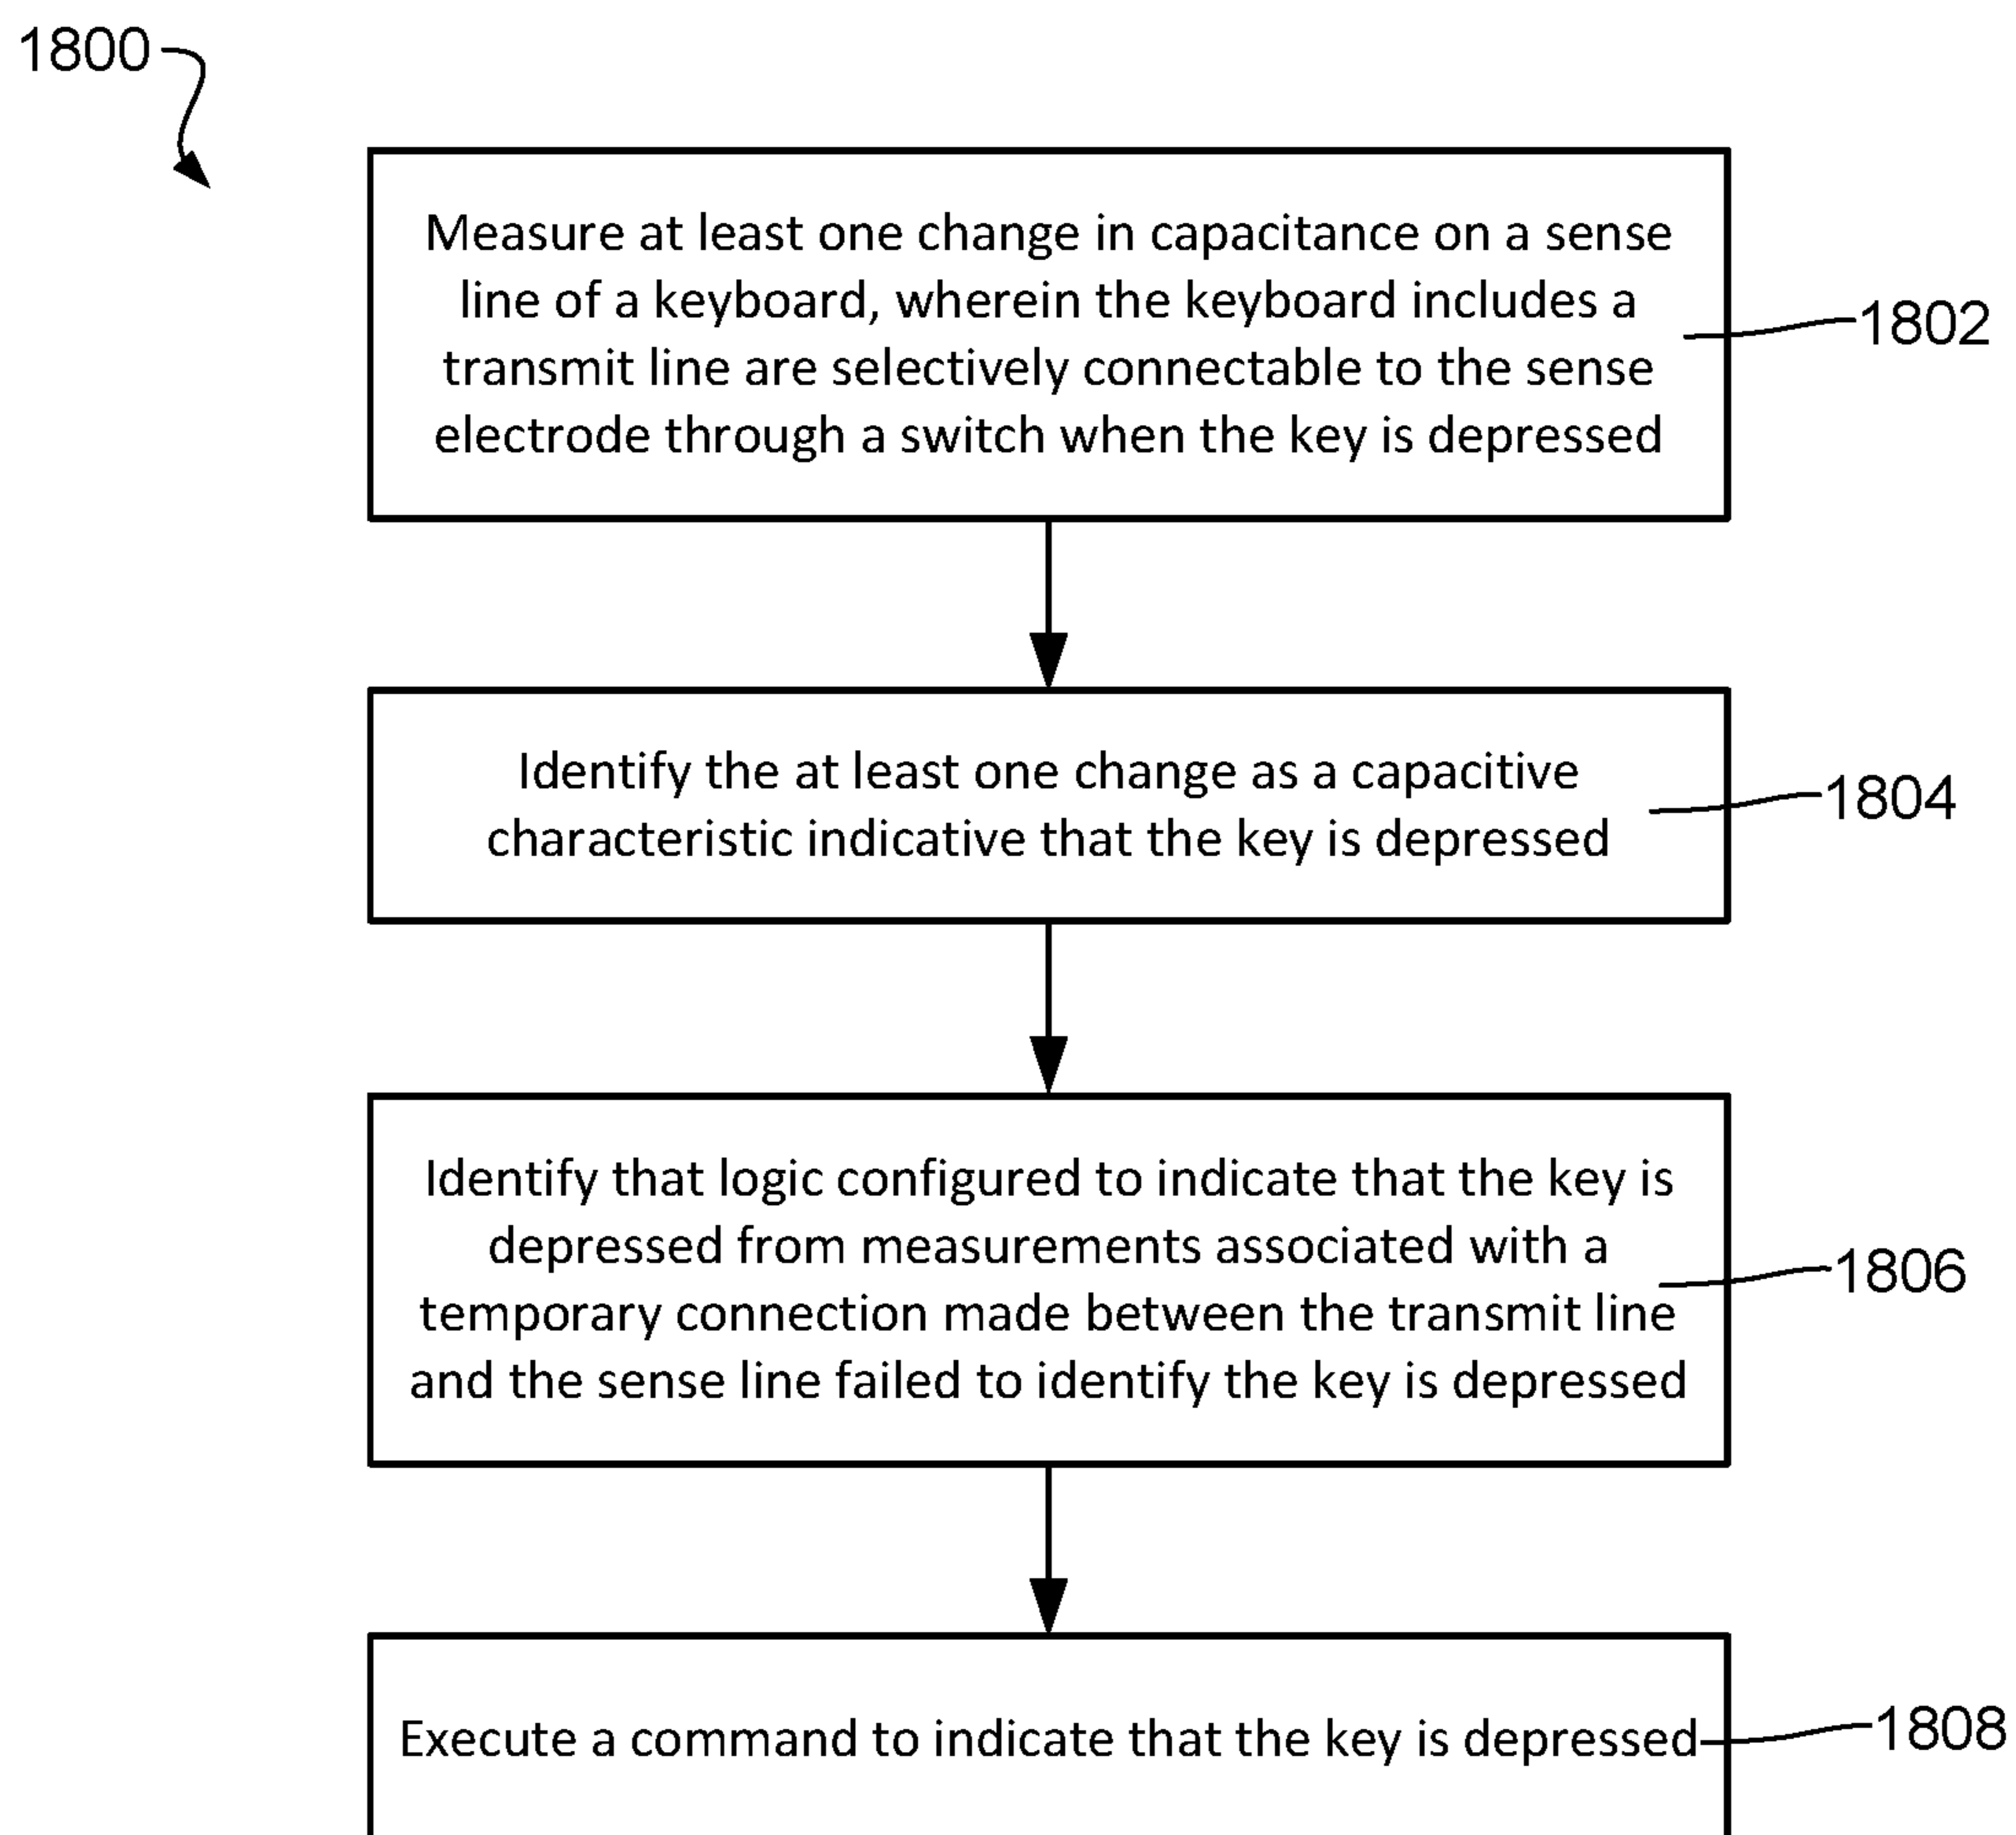 1800
Measure at least one change in capacitance on a sense
line of a keyboard, wherein the keyboard includes a
transmit line are selectively connectable to the sense
electrode through a switch when the key is depressed
1802
Identify the at least one change as a capacitive
characteristic indicative that the key is depressed
1804
Identify that logic configured to indicate that the key is
depressed from measurements associated with a
temporary connection made between the transmit line
and the sense line failed to identify the key is depressed
1806
Execute a command to indicate that the key is depressed
1808